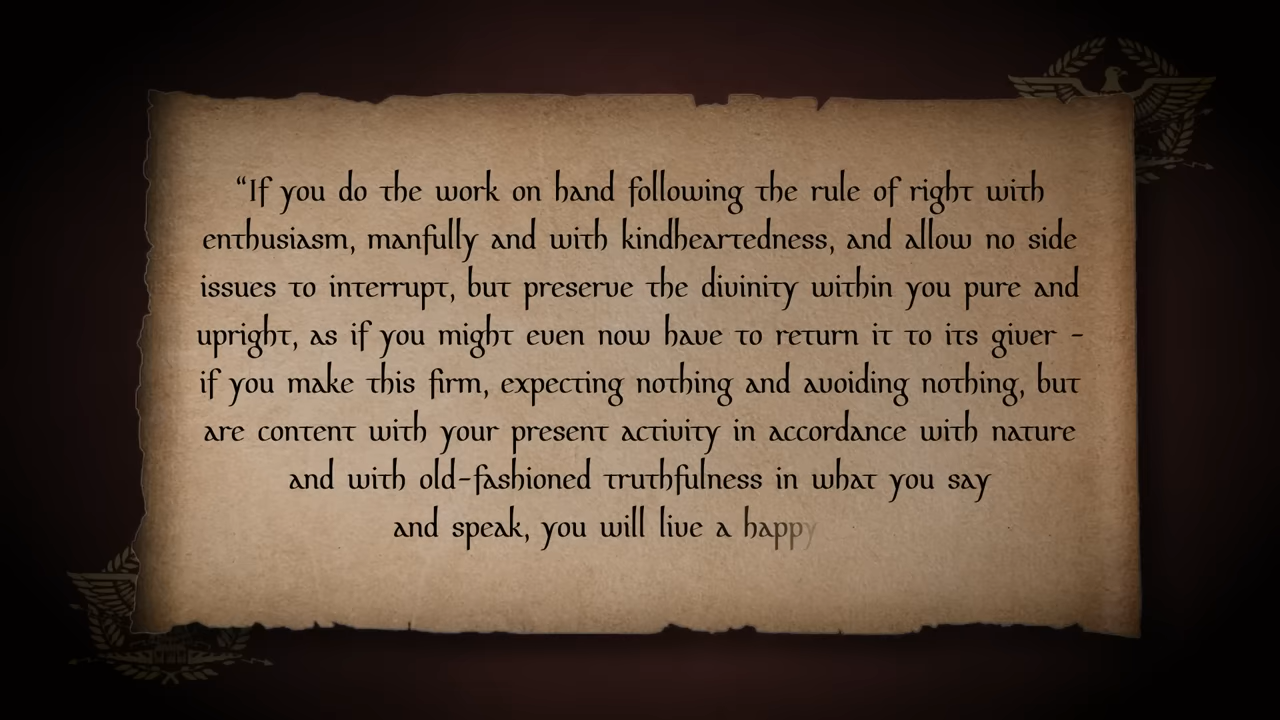 “If you do the work on hand following the rule of right with
enthusiasm, manfully and with kindheartedness, and allow no side
issues to interrupt, but preserve the divinity within you pure and
upright, as if you might even now have to return it to its giver -
if you make this firm, expecting nothing and avoiding nothing, but
are content with your present activity in accordance with nature
and with old-fashioned truthfulness in what you say
and speak, you will live a happy